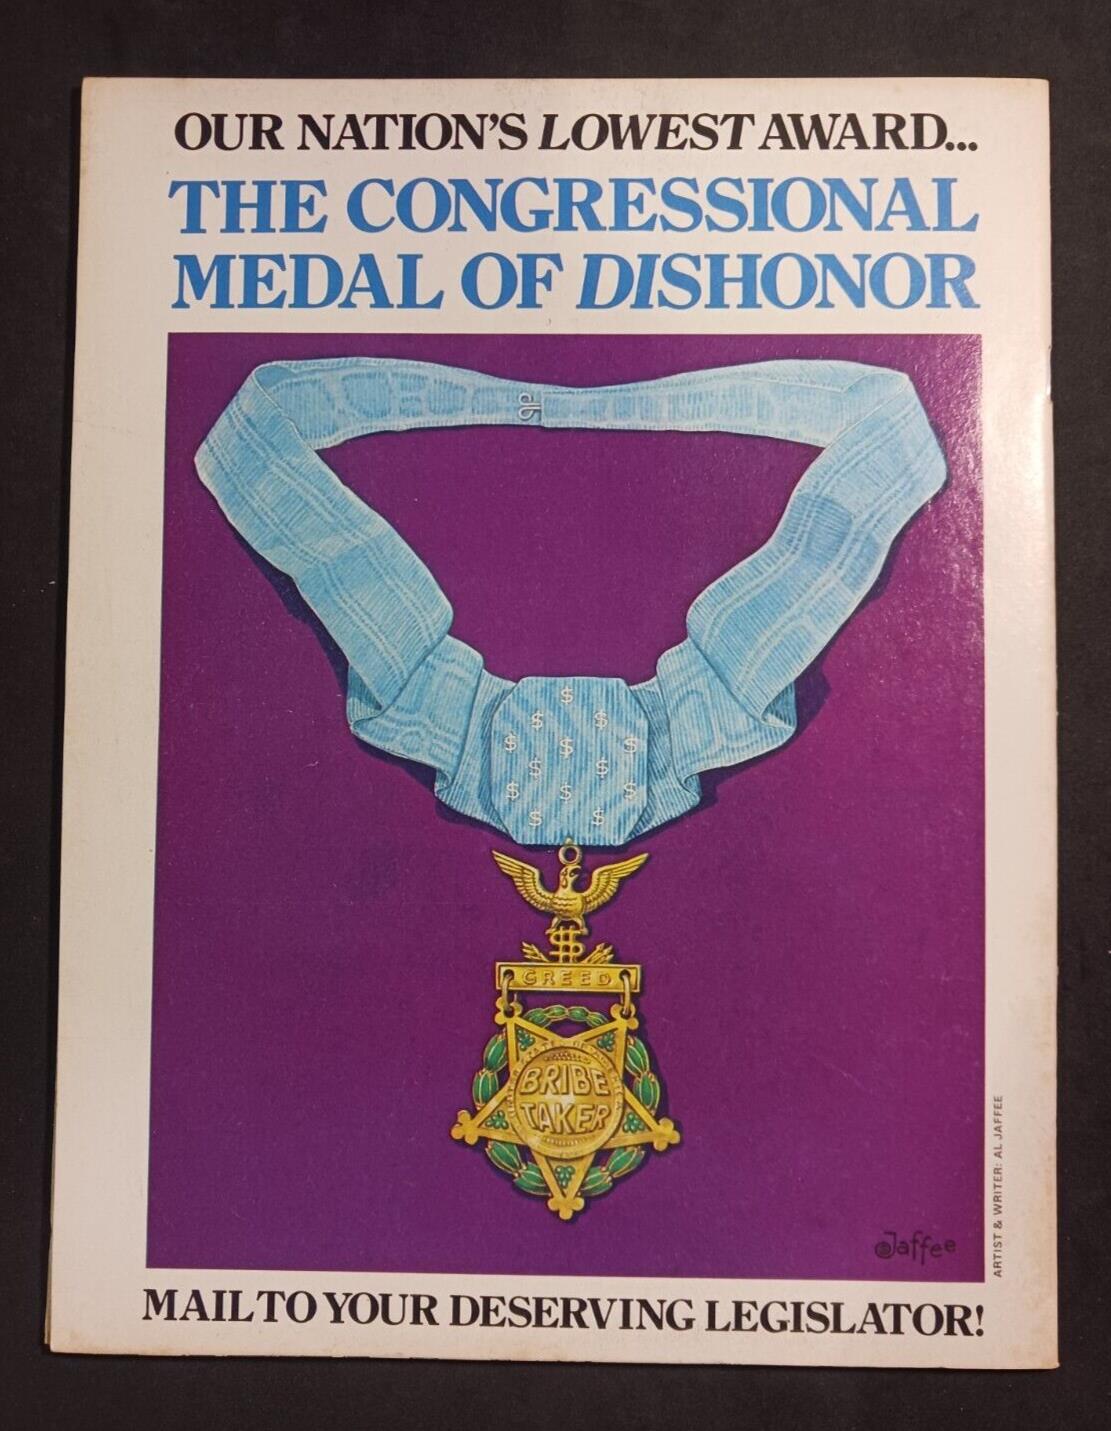 OUR NATION'S LOWEST AWARD...
THE CONGRESSIONAL
MEDAL OF DISHONOR
$
$ $
$ $ $
$ $
$ $ $
$ $
$
GREED
BRIBE
TAKER
Jaffee
ARTIST & WRITER: AL JAFFEE
MAIL TO YOUR DESERVING LEGISLATOR!